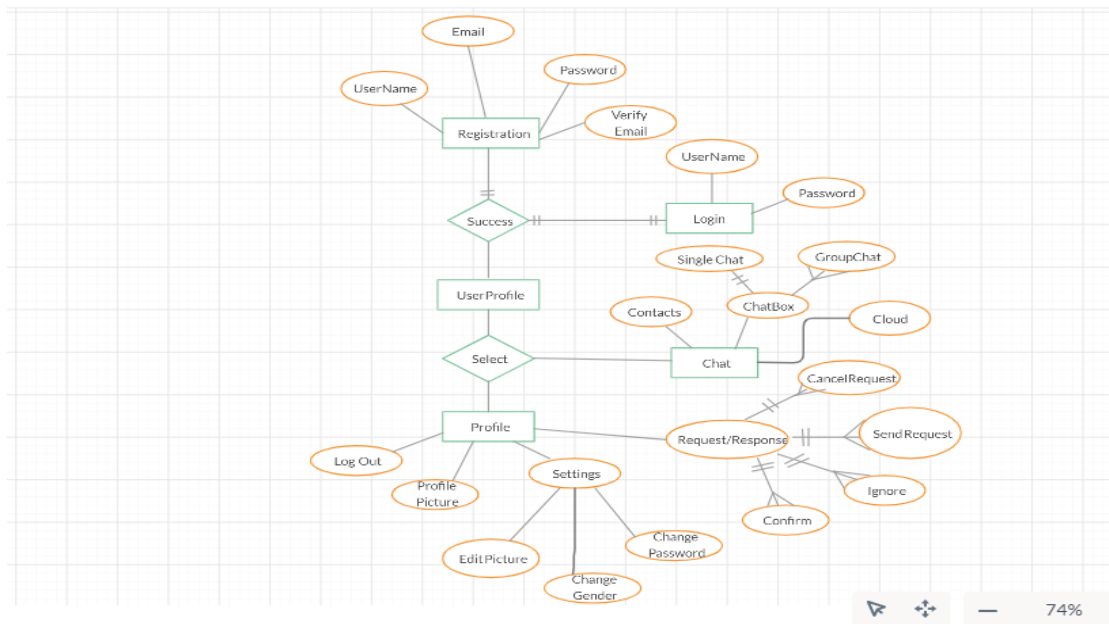 Email
Password
UserName
Verify
Email
Registration
UserName
Password
Success
Login
Single Chat
GroupChat
UserProfile
ChatBox
Contacts
Cloud
Select
Chat
CancelRequest
Profile
Request/Response
Send Request
Log Out
Settings
Profile
Picture
Ignore
Confirm
Edit Picture
Change
Password
Change
Gender
74%